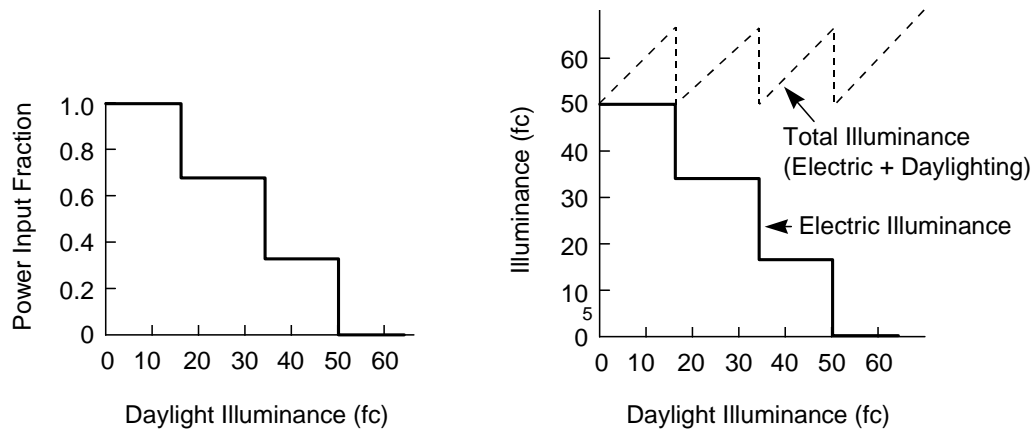 Power Input Fraction
1.0
0.8
0.6
0.4
0.2
0
0 10 20 30 40 50 60
Daylight Illuminance (fc)
Illuminance (fc)
60
50
40
30
20
10
5
0
0 10 20 30 40 50 60
Total Illuminance
(Electric + Daylighting)
Electric Illuminance
Daylight Illuminance (fc)